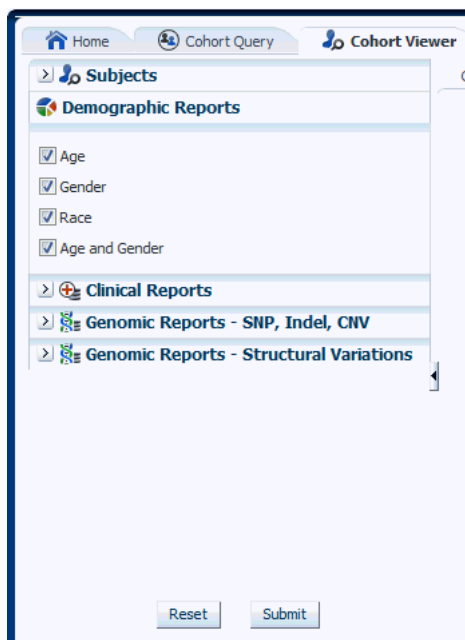 Home Cohort Query Cohort Viewer
Subjects
Demographic Reports
Age
Gender
Race
Age and Gender
Clinical Reports
Genomic Reports - SNP, Indel, CNV
Genomic Reports - Structural Variations
Reset Submit